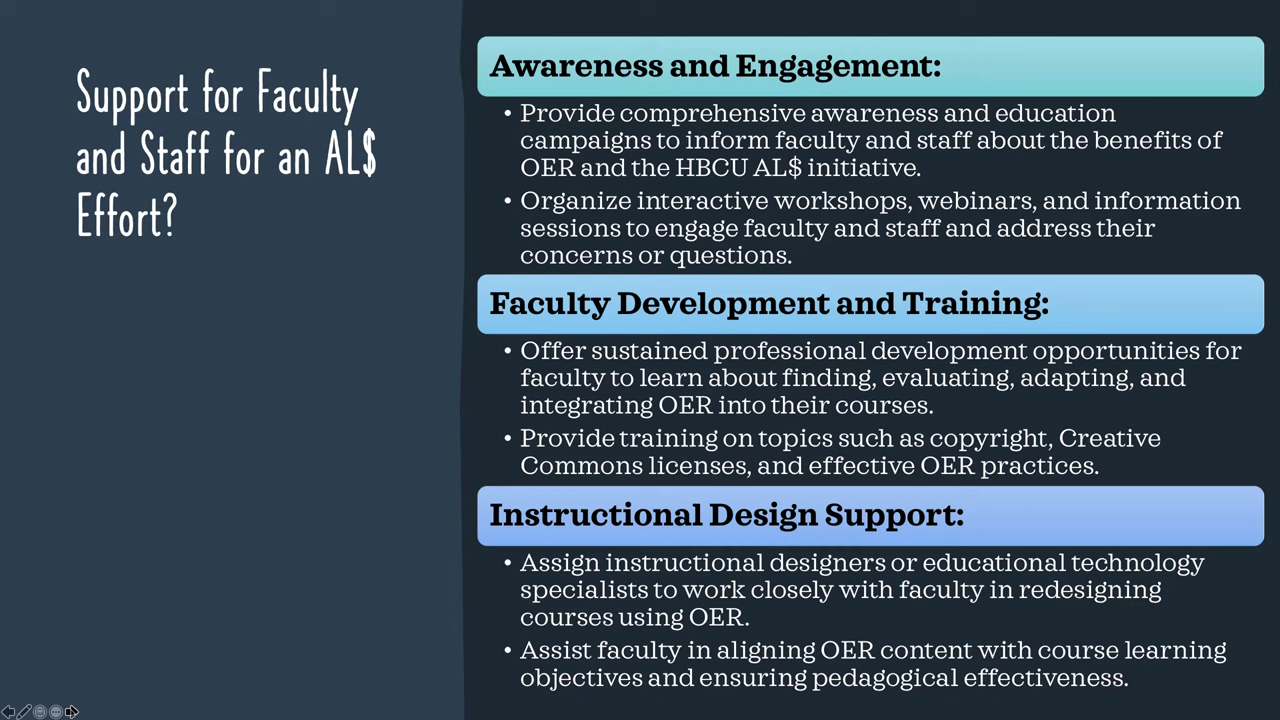 Support for Faculty
and Staff for an AL$
Effort?
Awareness and Engagement:
• Provide comprehensive awareness and education
campaigns to inform faculty and staff about the benefits of
OER and the HBCU AL$ initiative.
• Organize interactive workshops, webinars, and information
sessions to engage faculty and staff and address their
concerns or questions.
Faculty Development and Training:
• Offer sustained professional development opportunities for
faculty to learn about finding, evaluating, adapting, and
integrating OER into their courses.
• Provide training on topics such as copyright, Creative
Commons licenses, and effective OER practices.
Instructional Design Support:
• Assign instructional designers or educational technology
specialists to work closely with faculty in redesigning
courses using OER.
• Assist faculty in aligning OER content with course learning
objectives and ensuring pedagogical effectiveness.